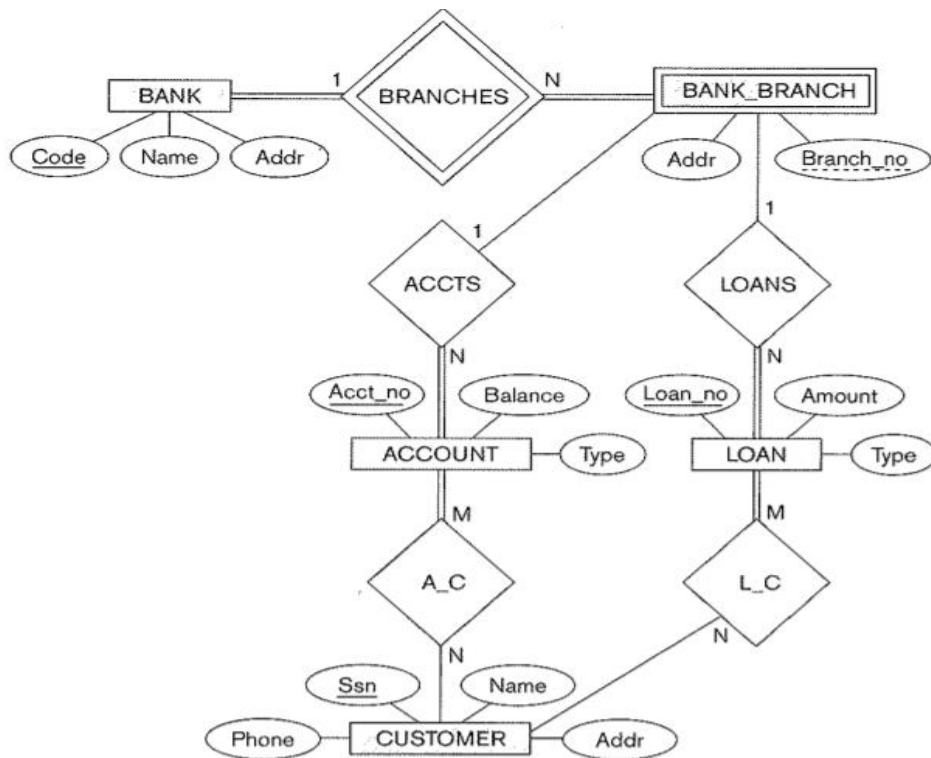 1 N
BANK BRANCHES BANK_BRANCH
Code Name Addr Addr Branch_no
1 1
ACCTS LOANS
N N
Acct_no Balance Loan_no Amount
ACCOUNT Type LOAN Type
M M
A_C L_C
N N
Ssn Name
Phone CUSTOMER Addr